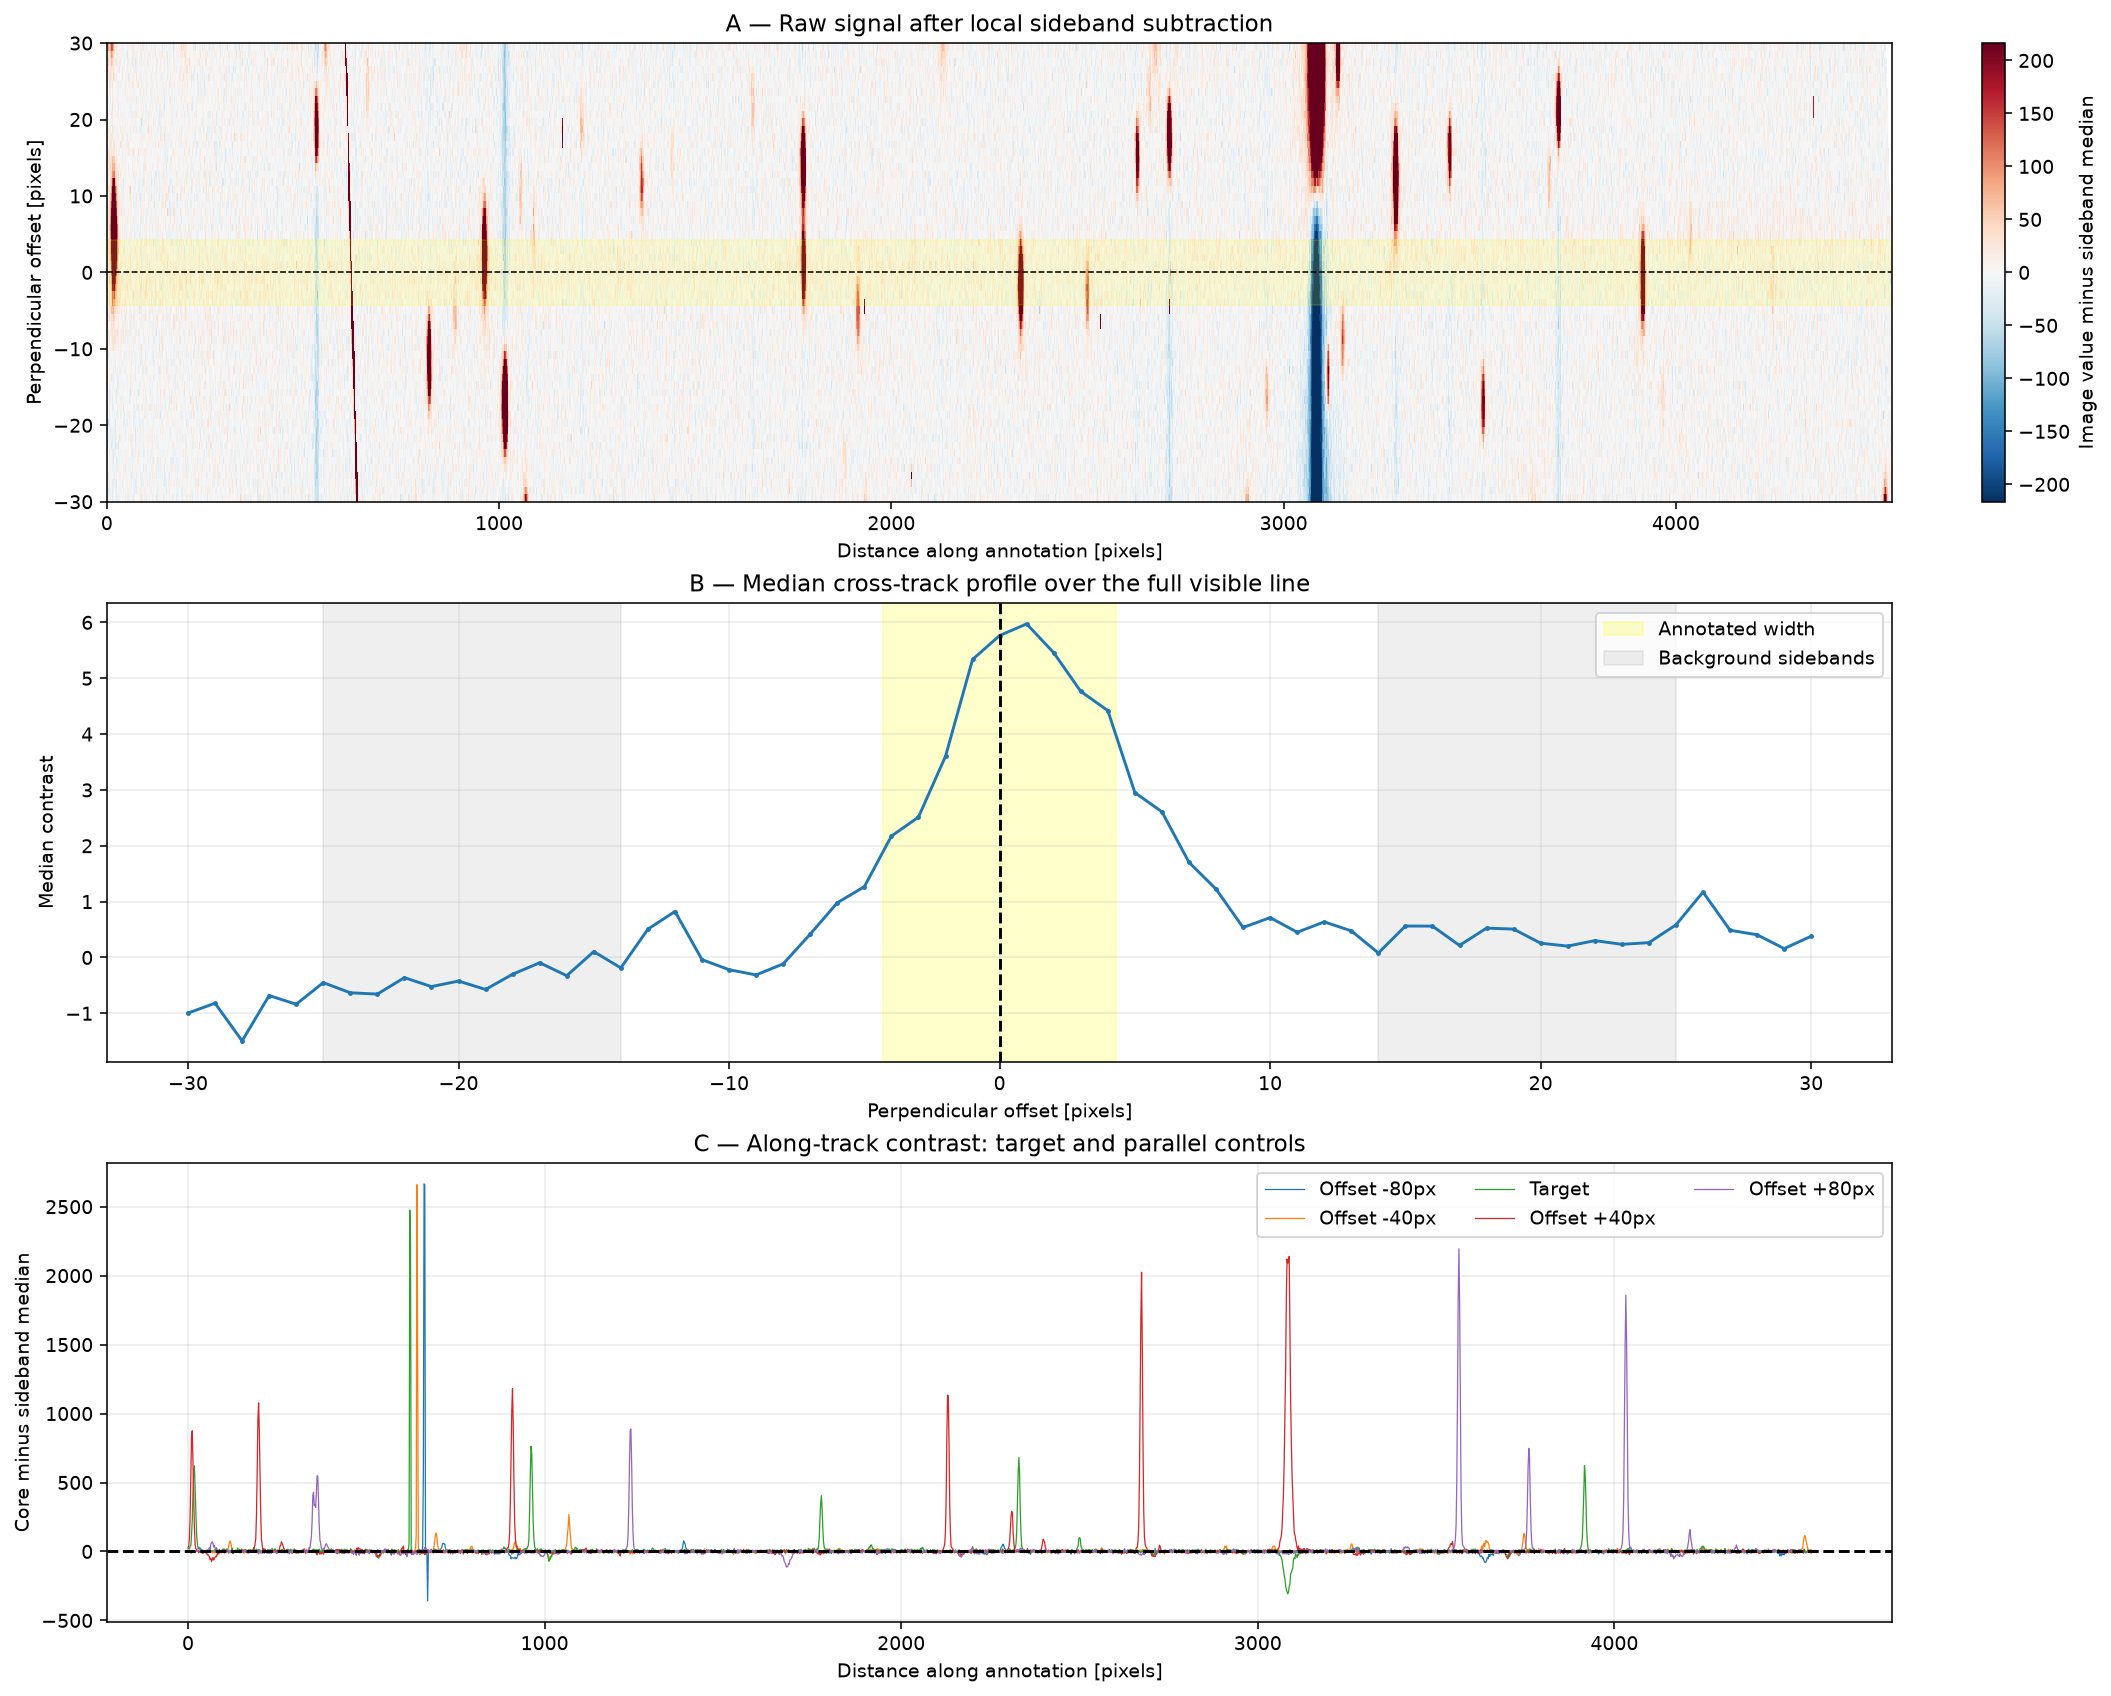 A — Raw signal after local sideband subtraction
30
20
10
0
−10
−20
−30
Perpendicular offset [pixels]
0 1000 2000 3000 4000
Distance along annotation [pixels]
200
150
100
50
0
−50
−100
−150
−200
Image value minus sideband median
B — Median cross-track profile over the full visible line
6
5
4
3
2
1
0
−1
Median contrast
Annotated width
Background sidebands
−30 −20 −10 0 10 20 30
Perpendicular offset [pixels]
C — Along-track contrast: target and parallel controls
2500
2000
1500
1000
500
0
−500
Core minus sideband median
Offset -80px Target Offset +80px
Offset -40px Offset +40px
0 1000 2000 3000 4000
Distance along annotation [pixels]